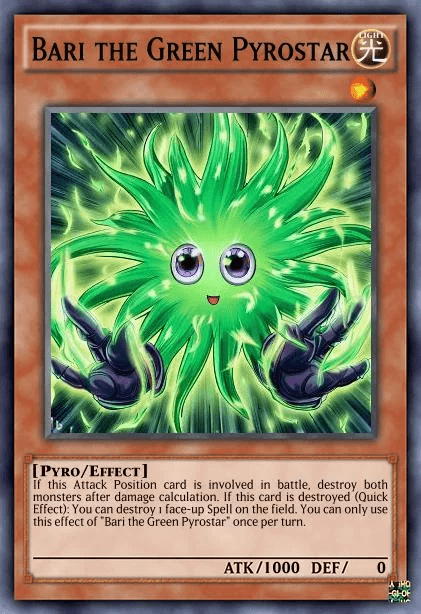 BARI THE GREEN PYROSTAR
LIGHT
光
[PYRO/EFFECT]
If this Attack Position card is involved in battle, destroy both
monsters after damage calculation. If this card is destroyed (Quick
Effect): You can destroy 1 face-up Spell on the field. You can only use
this effect of "Bari the Green Pyrostar" once per turn.
ATK/1000 DEF/ 0